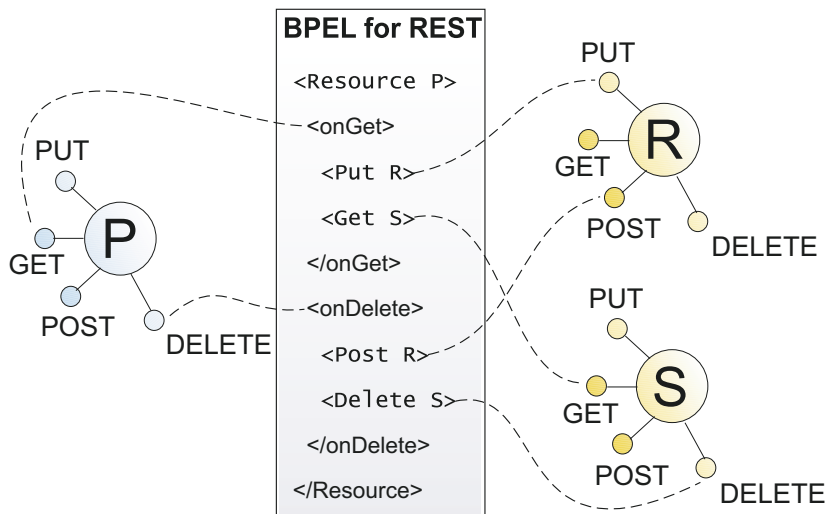 BPEL for REST
<Resource P>
<onGet>
<Put R>
<Get S>
</onGet>
<onDelete>
<Post R>
<Delete S>
</onDelete>
</Resource>
PUT
P
GET
POST
DELETE
PUT
R
GET
POST
DELETE
PUT
S
GET
POST
DELETE